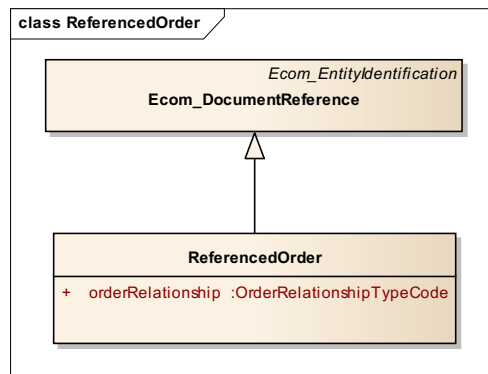 class ReferencedOrder
Ecom_EntityIdentification
Ecom_DocumentReference
ReferencedOrder
+ orderRelationship :OrderRelationshipTypeCode